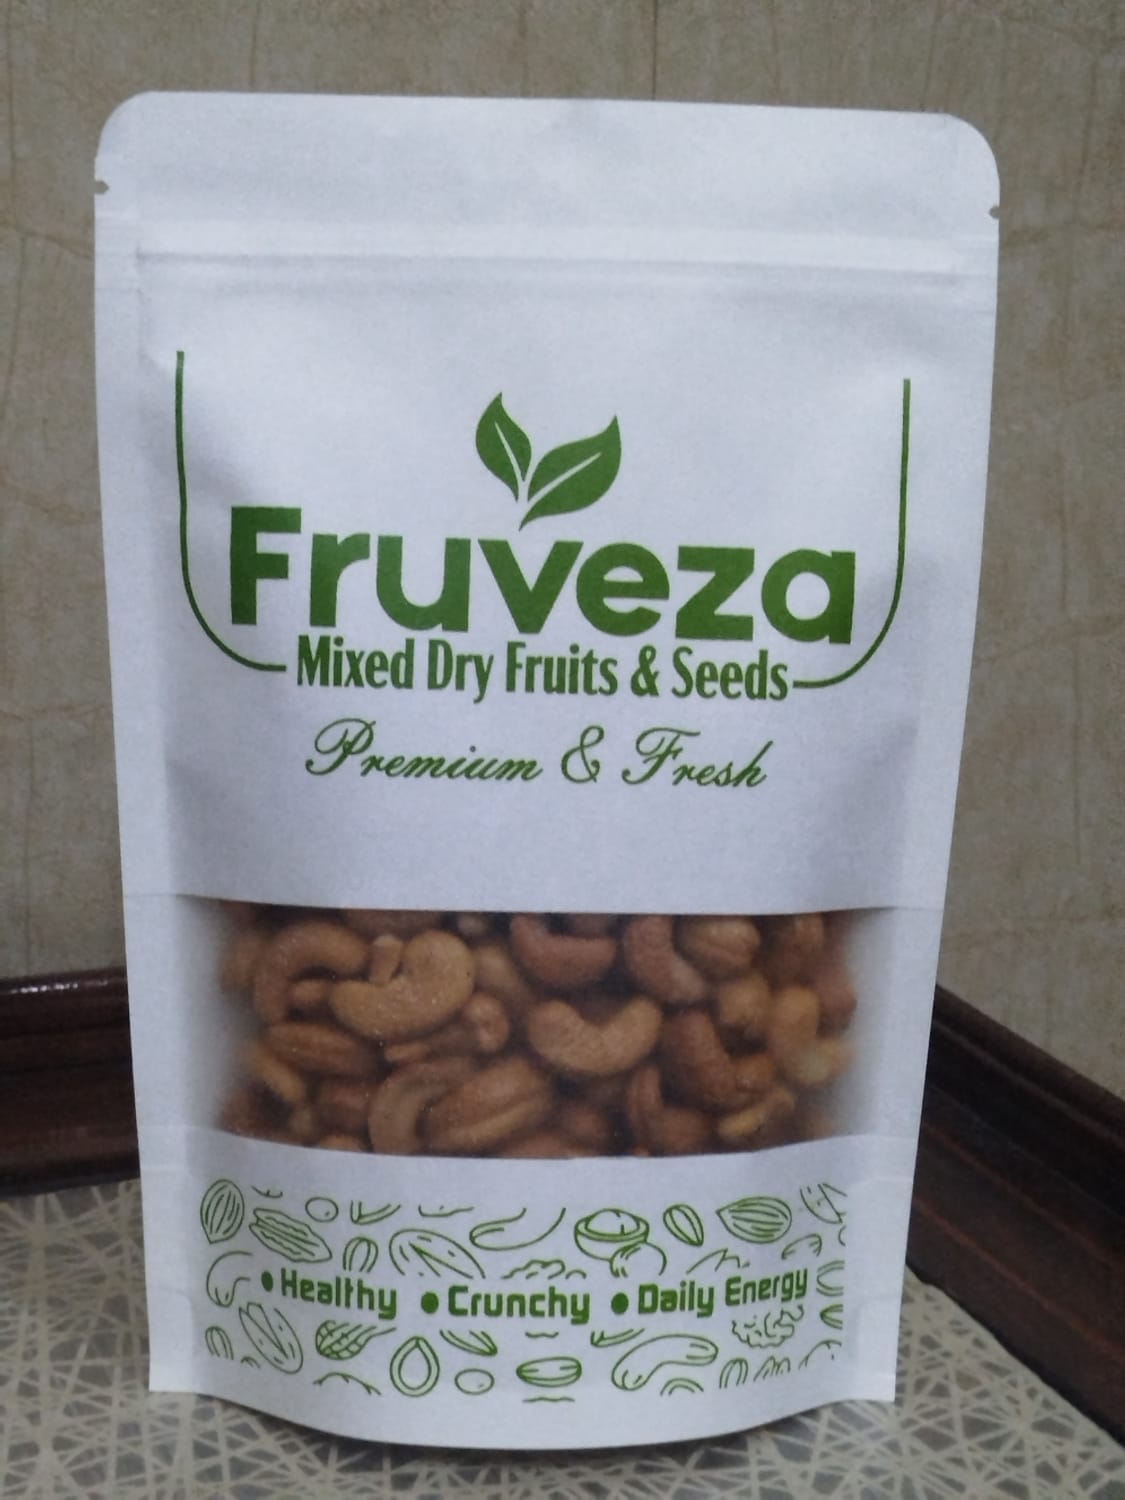 Fruveza
Mixed Dry Fruits & Seeds
Premium & Fresh
• Healthy • Crunchy • Daily Energy